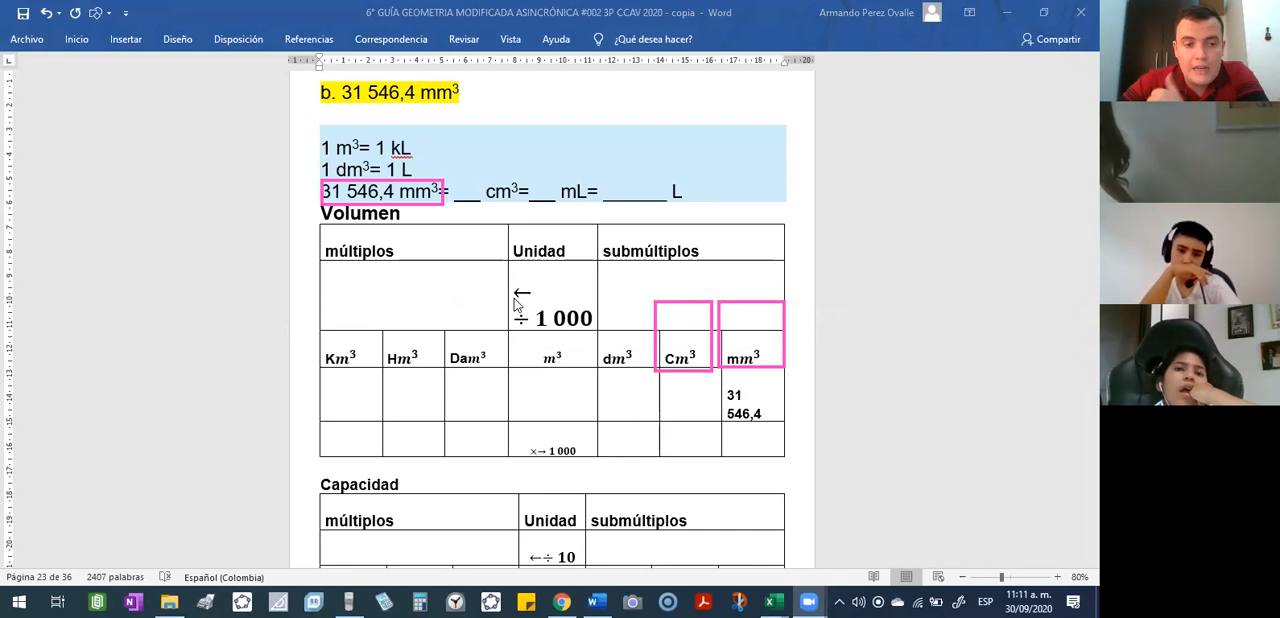 6° GUÍA GEOMETRIA MODIFICADA ASINCRÓNICA #002 3P CCAV 2020 - copia - Word
Armando Perez Ovalle
Archivo Inicio Insertar Diseño Disposición Referencias Correspondencia Revisar Vista Ayuda ¿Qué desea hacer? Compartir
b. 31 546,4 mm³
1 m³= 1 kL
1 dm³= 1 L
31 546,4 mm³= ___ cm³=___ mL= ______ L
Volumen
múltiplos Unidad submúltiplos
←
÷ 1 000
Km³ Hm³ Dam³ m³ dm³ Cm³ mm³
31
546,4
×→ 1 000
Capacidad
múltiplos Unidad submúltiplos
←÷ 10
Página 23 de 36 2407 palabras Español (Colombia) 80%
ESP
11:11 a. m.
30/09/2020